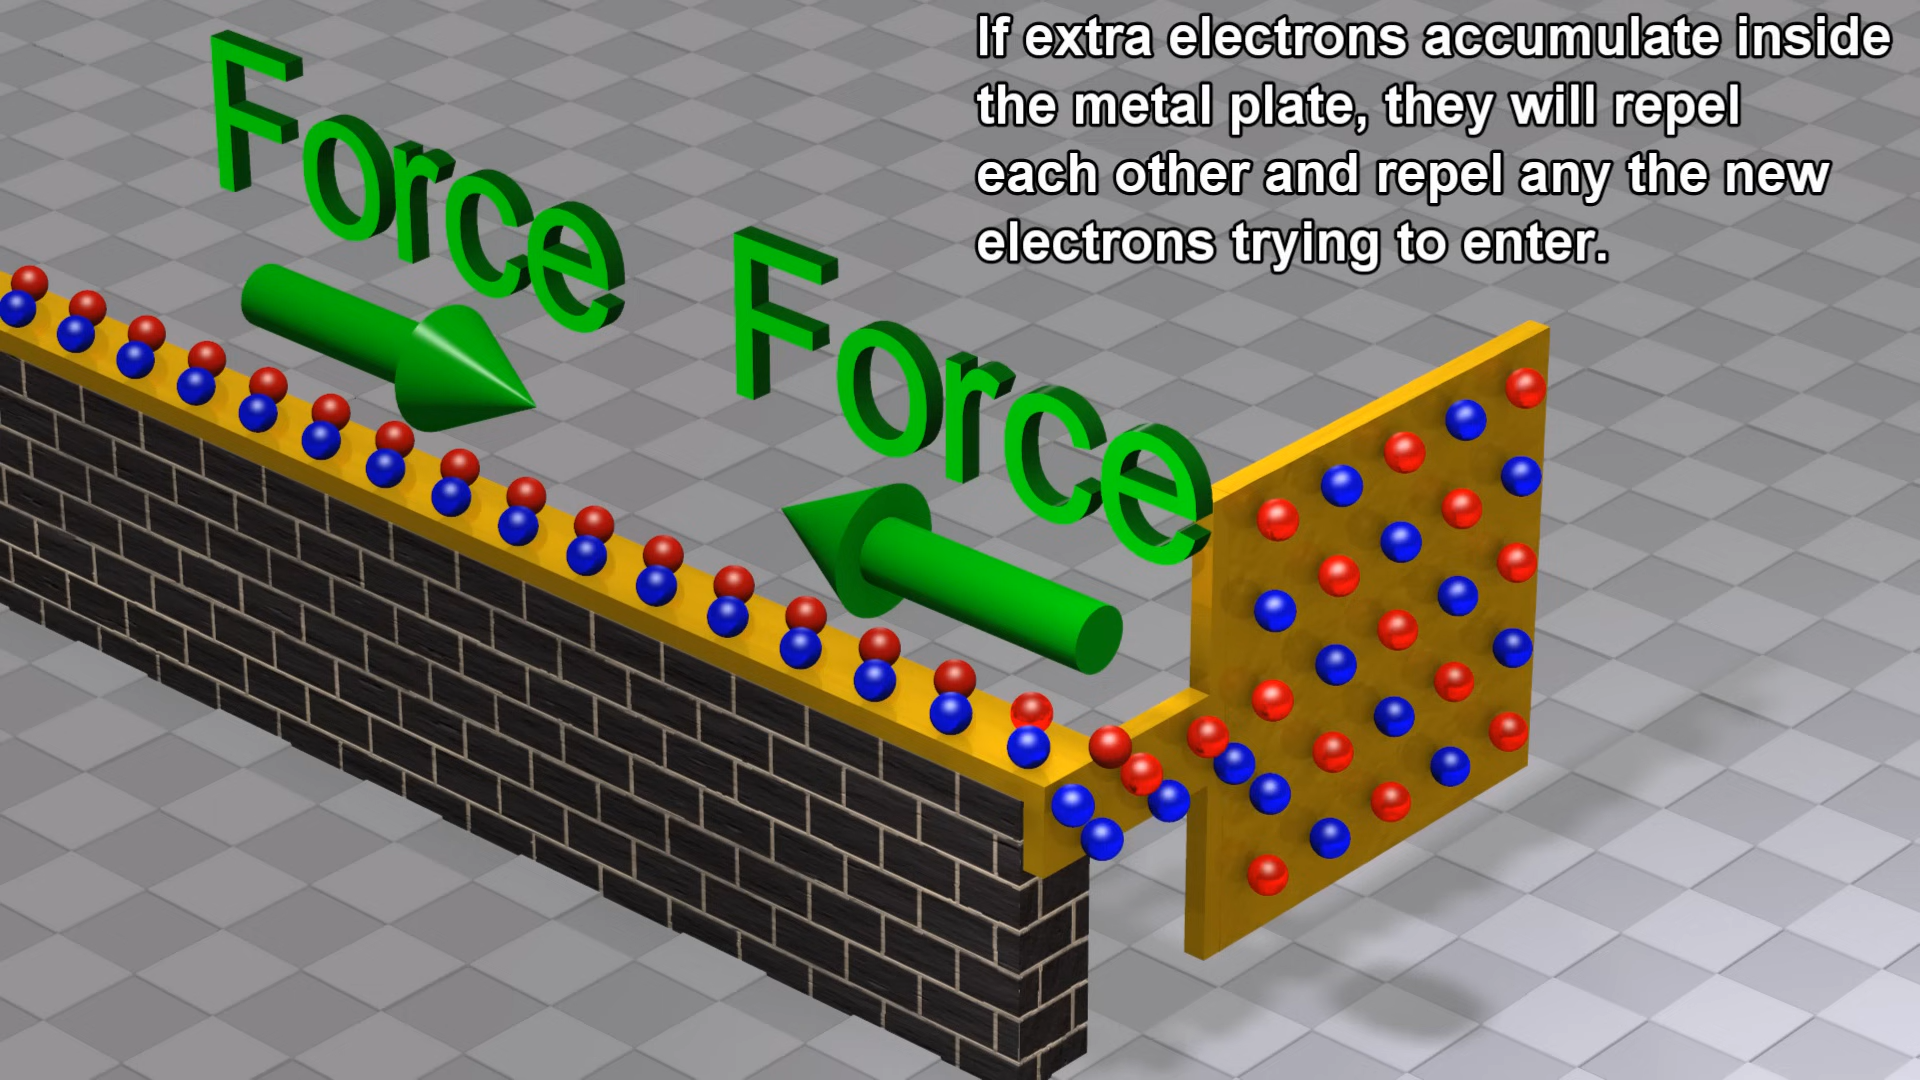 Force
Force
If extra electrons accumulate inside
the metal plate, they will repel
each other and repel any the new
electrons trying to enter.